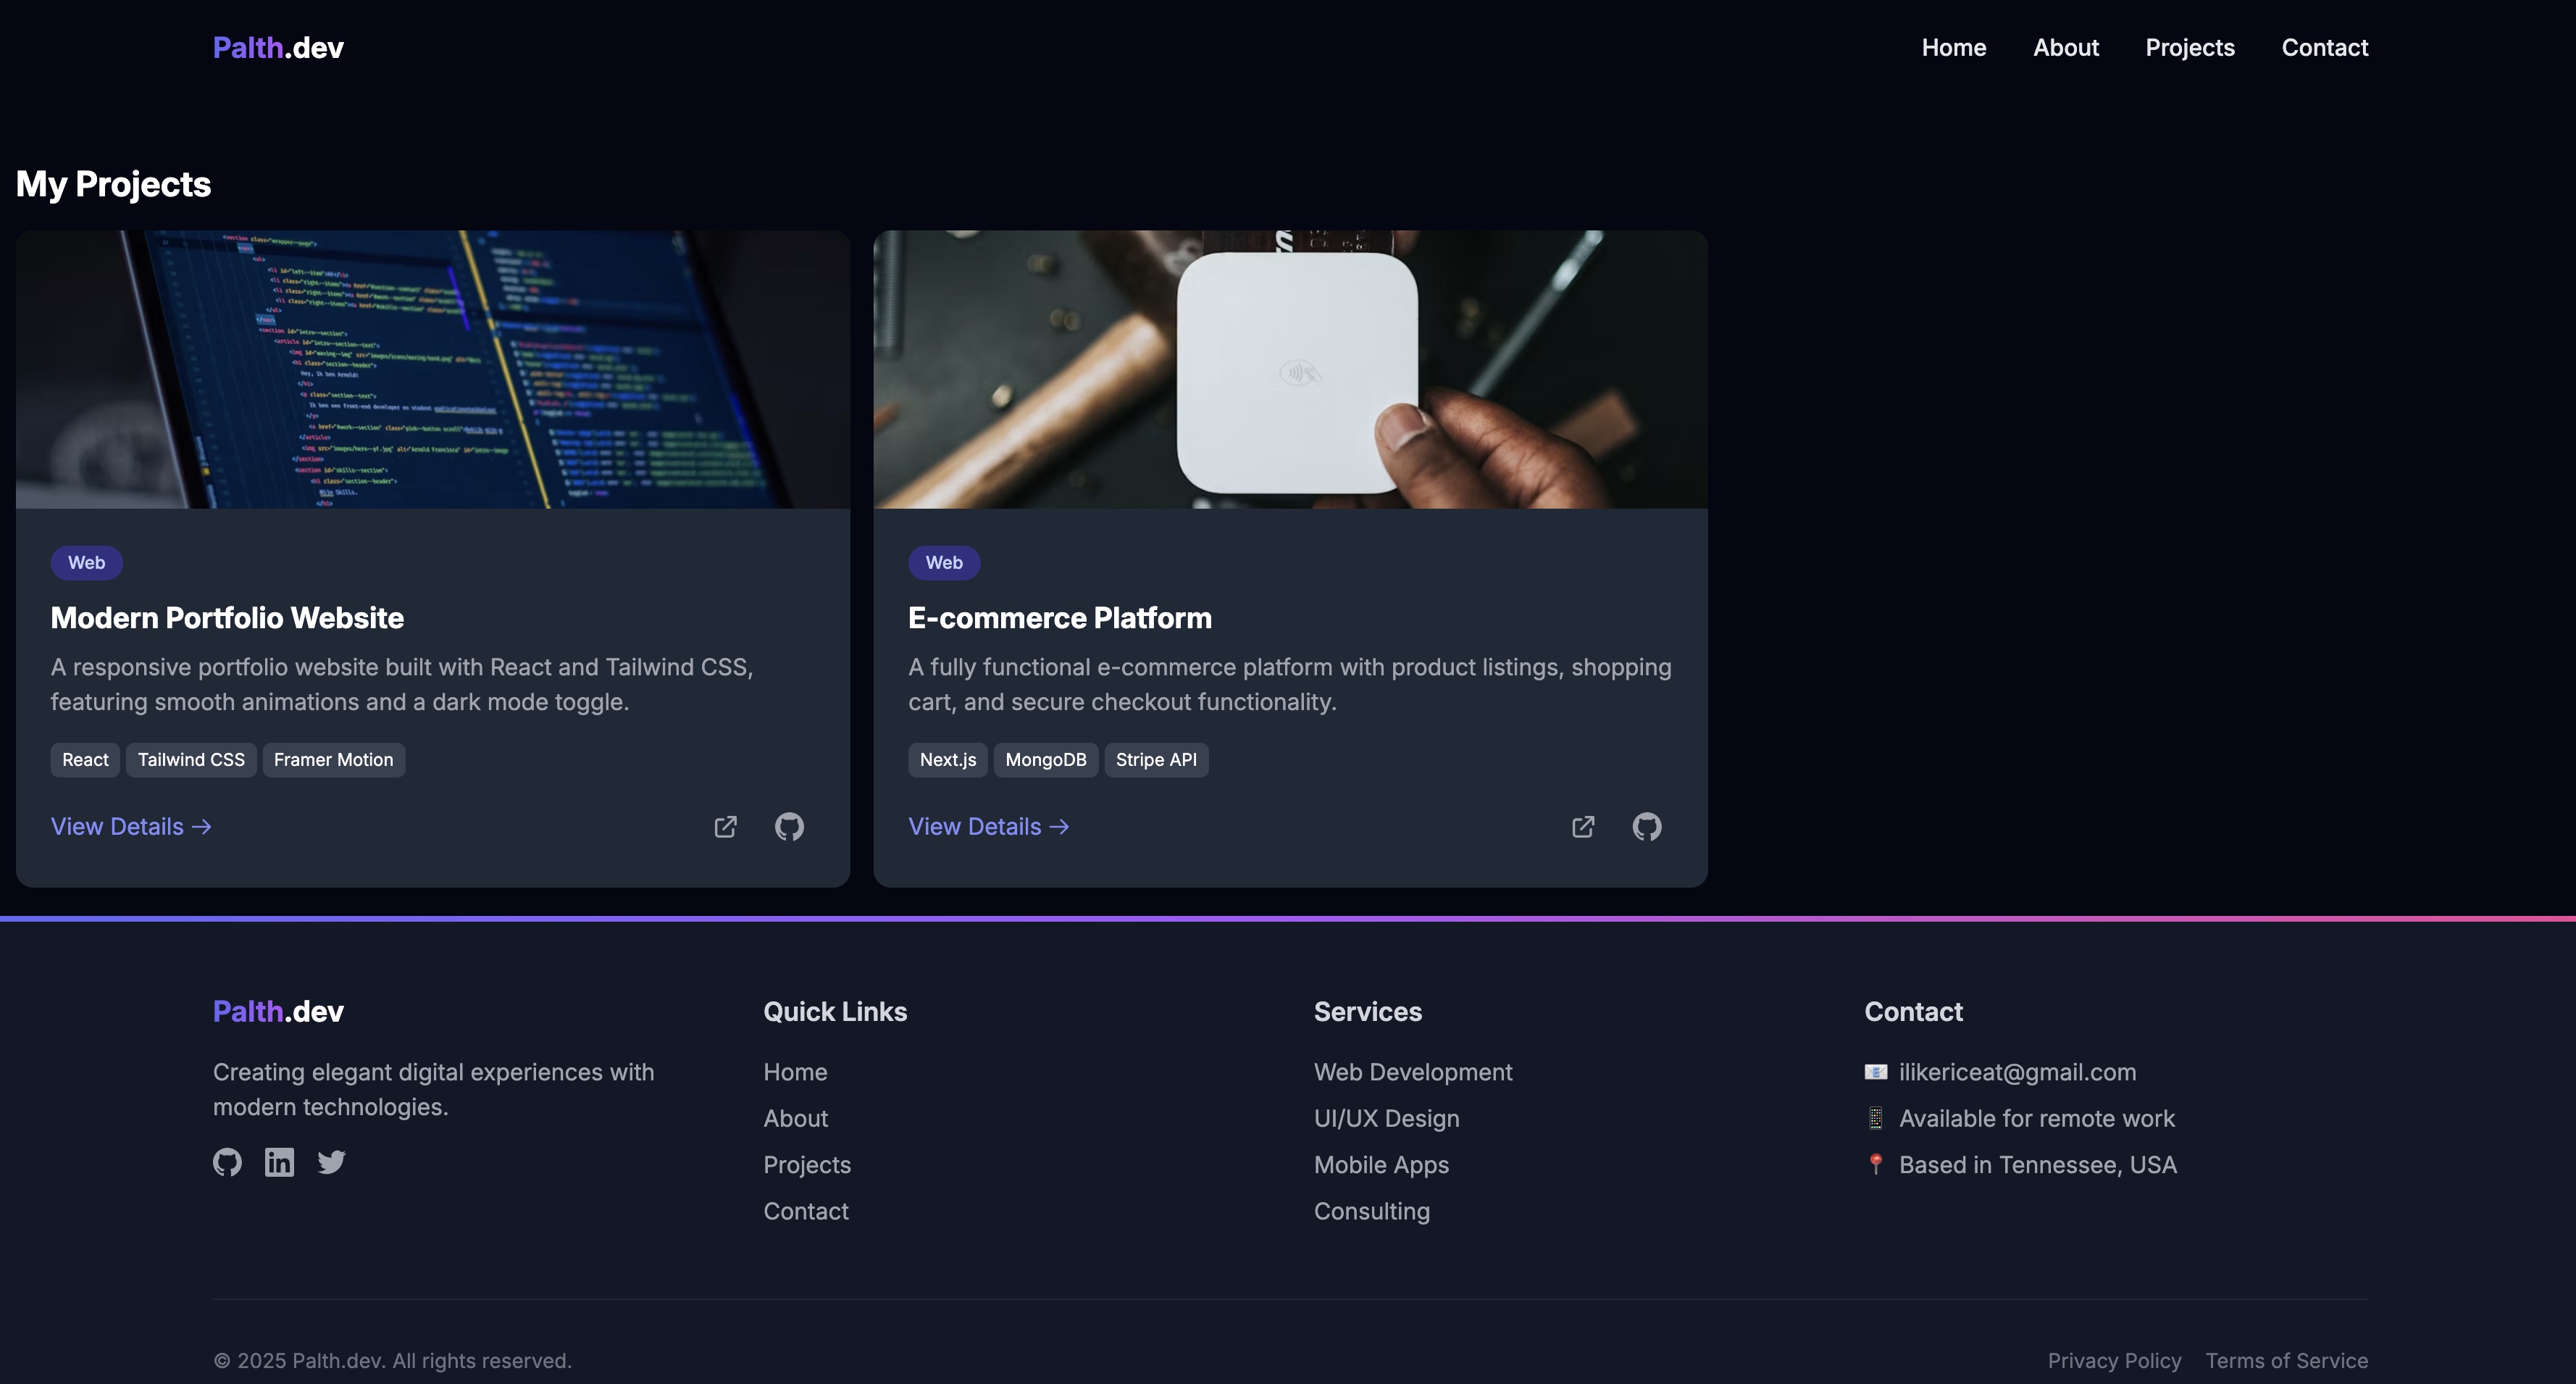 Palth.dev
Home
About
Projects
Contact
My Projects
Web
Modern Portfolio Website
A responsive portfolio website built with React and Tailwind CSS,
featuring smooth animations and a dark mode toggle.
React
Tailwind CSS
Framer Motion
View Details →
Web
E-commerce Platform
A fully functional e-commerce platform with product listings, shopping
cart, and secure checkout functionality.
Next.js
MongoDB
Stripe API
View Details →
Palth.dev
Creating elegant digital experiences with
modern technologies.
Quick Links
Home
About
Projects
Contact
Services
Web Development
UI/UX Design
Mobile Apps
Consulting
Contact
ilikericeat@gmail.com
Available for remote work
Based in Tennessee, USA
© 2025 Palth.dev. All rights reserved.
Privacy Policy
Terms of Service